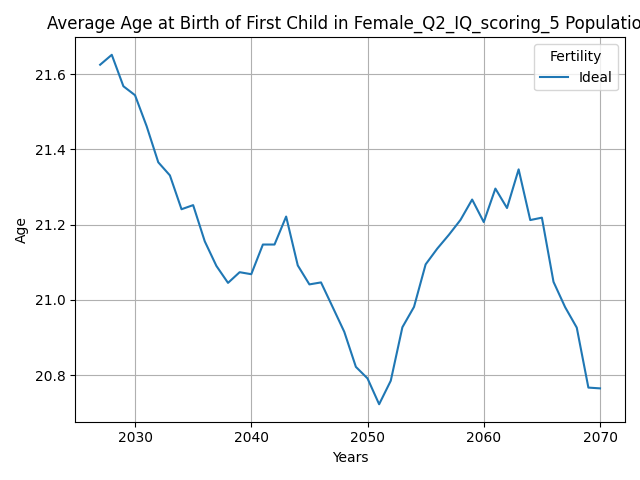 Average Age at Birth of First Child in Female_Q2_IQ_scoring_5 Populatio
Fertility
Ideal
21.6
21.4
21.2
21.0
20.8
Age
2030 2040 2050 2060 2070
Years